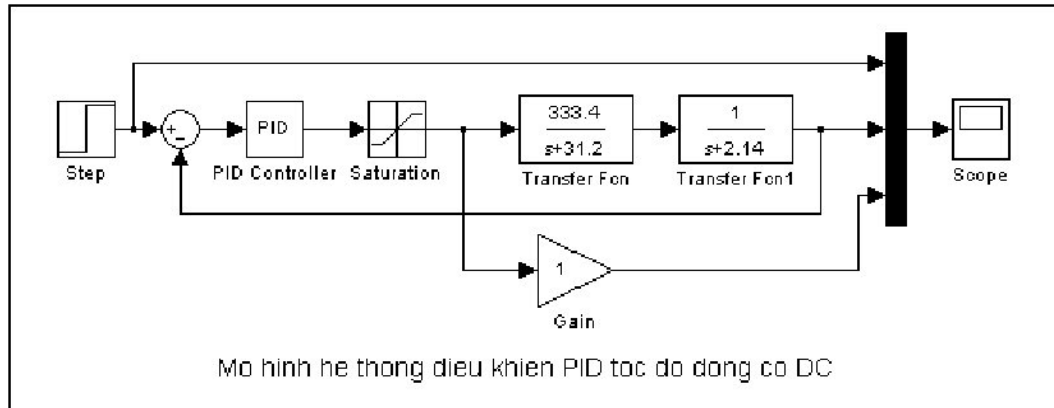 333.4
1
+
−
PID
s+31.2
s+2.14
Step
PID Controller
Saturation
Transfer Fcn
Transfer Fcn1
Scope
1
Gain
Mo hinh he thong dieu khien PID toc do dong co DC